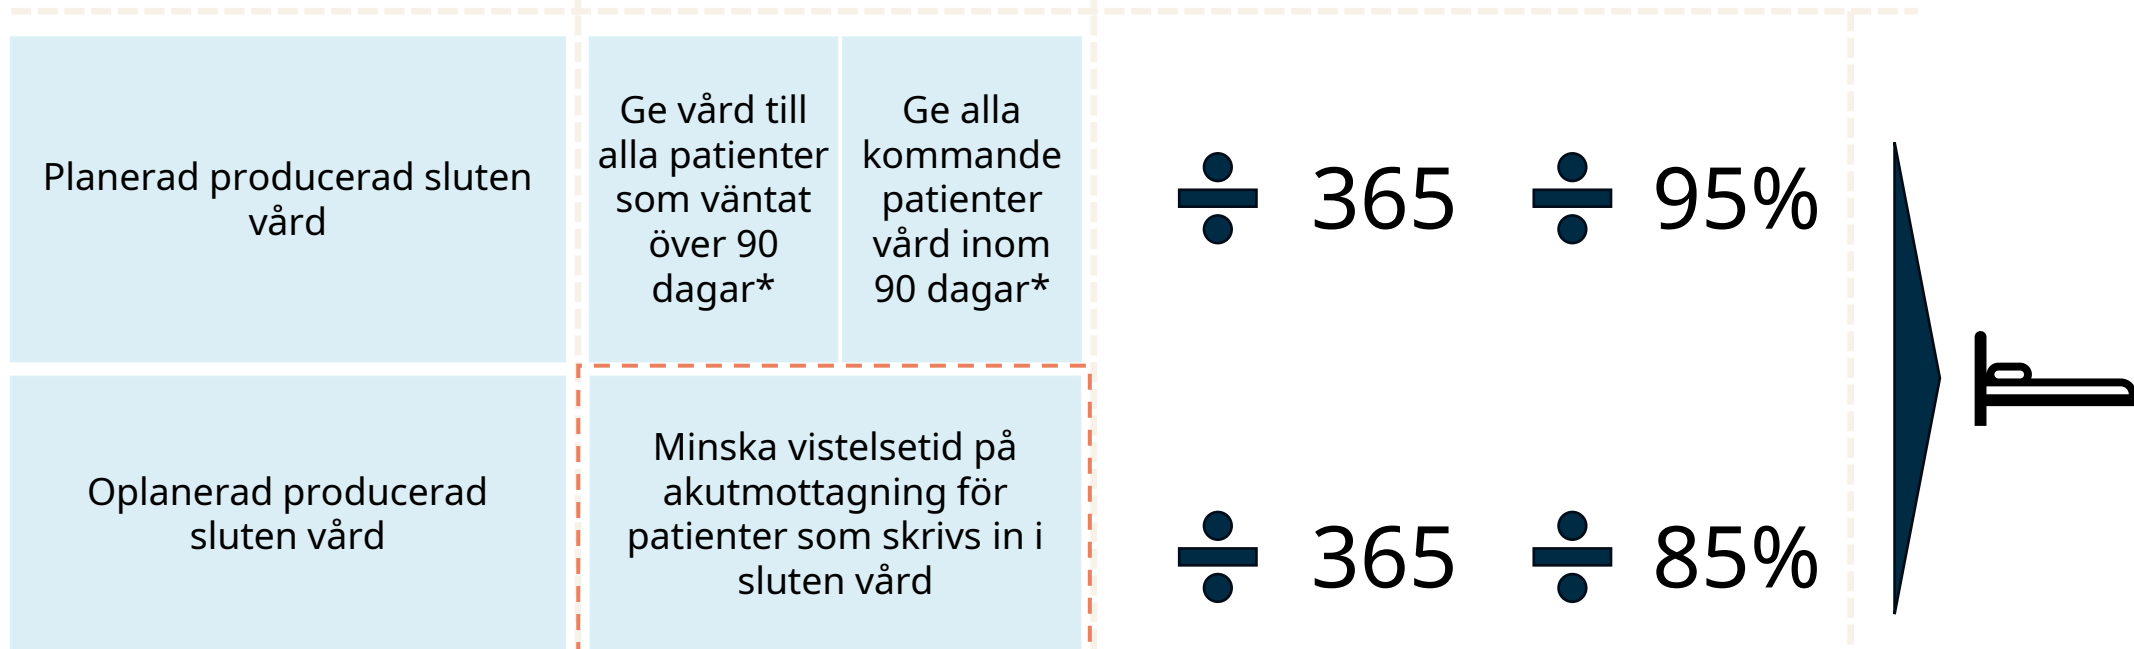 Planerad producerad sluten
vård
Ge vård till
alla patienter
som väntat
över 90
dagar*
Ge alla
kommande
patienter
vård inom
90 dagar*
÷ 365 ÷ 95%
Oplanerad producerad
sluten vård
Minska vistelsetid på
akutmottagning för
patienter som skrivs in i
sluten vård
÷ 365 ÷ 85%